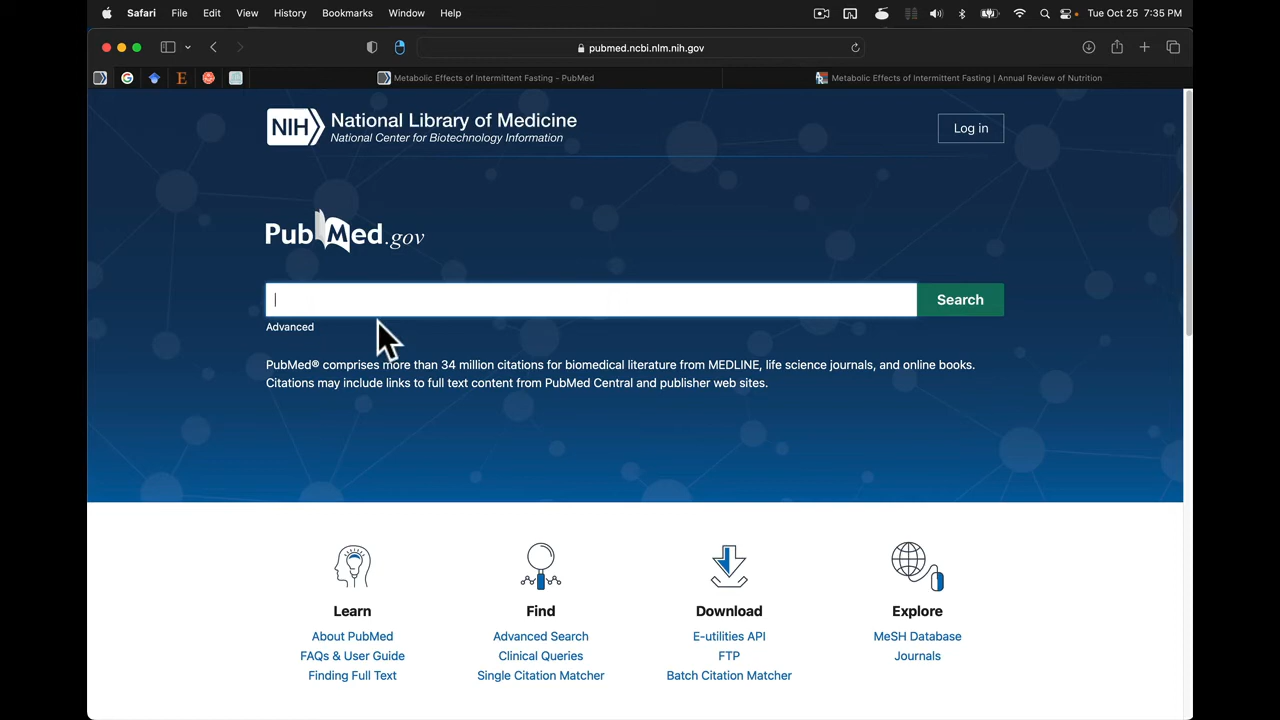 Safari File Edit View History Bookmarks Window Help Tue Oct 25 7:35 PM
pubmed.ncbi.nlm.nih.gov
Metabolic Effects of Intermittent Fasting - PubMed
Metabolic Effects of Intermittent Fasting | Annual Review of Nutrition
NIH National Library of Medicine
National Center for Biotechnology Information
Log in
PubMed.gov
Search
Advanced
PubMed® comprises more than 34 million citations for biomedical literature from MEDLINE, life science journals, and online books.
Citations may include links to full text content from PubMed Central and publisher web sites.
Learn
About PubMed
FAQs & User Guide
Finding Full Text
Find
Advanced Search
Clinical Queries
Single Citation Matcher
Download
E-utilities API
FTP
Batch Citation Matcher
Explore
MeSH Database
Journals